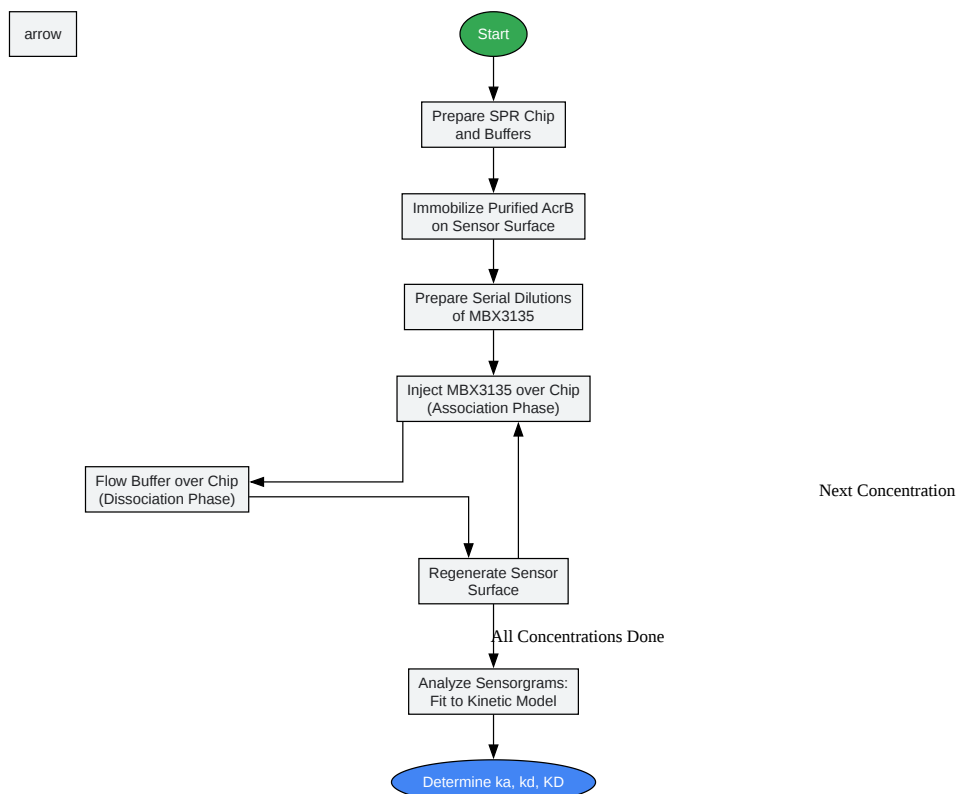 arrow
Start
Prepare SPR Chip
and Buffers
Immobilize Purified AcrB
on Sensor Surface
Prepare Serial Dilutions
of MBX3135
Inject MBX3135 over Chip
(Association Phase)
Flow Buffer over Chip
(Dissociation Phase)
Next Concentration
Regenerate Sensor
Surface
All Concentrations Done
Analyze Sensorgrams:
Fit to Kinetic Model
Determine ka, kd, KD